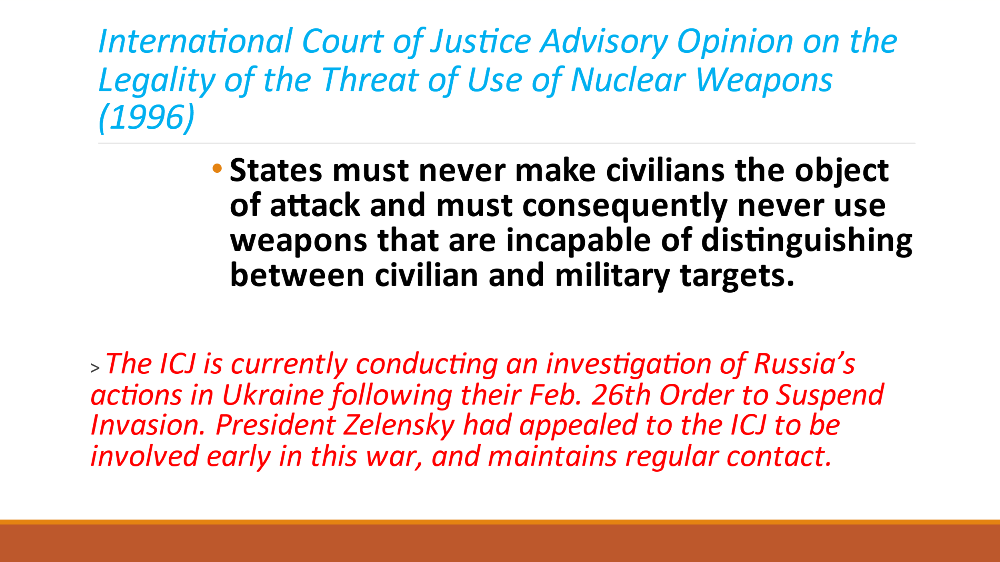 International Court of Justice Advisory Opinion on the
Legality of the Threat of Use of Nuclear Weapons
(1996)
• States must never make civilians the object
of attack and must consequently never use
weapons that are incapable of distinguishing
between civilian and military targets.
> The ICJ is currently conducting an investigation of Russia’s
actions in Ukraine following their Feb. 26th Order to Suspend
Invasion. President Zelensky had appealed to the ICJ to be
involved early in this war, and maintains regular contact.